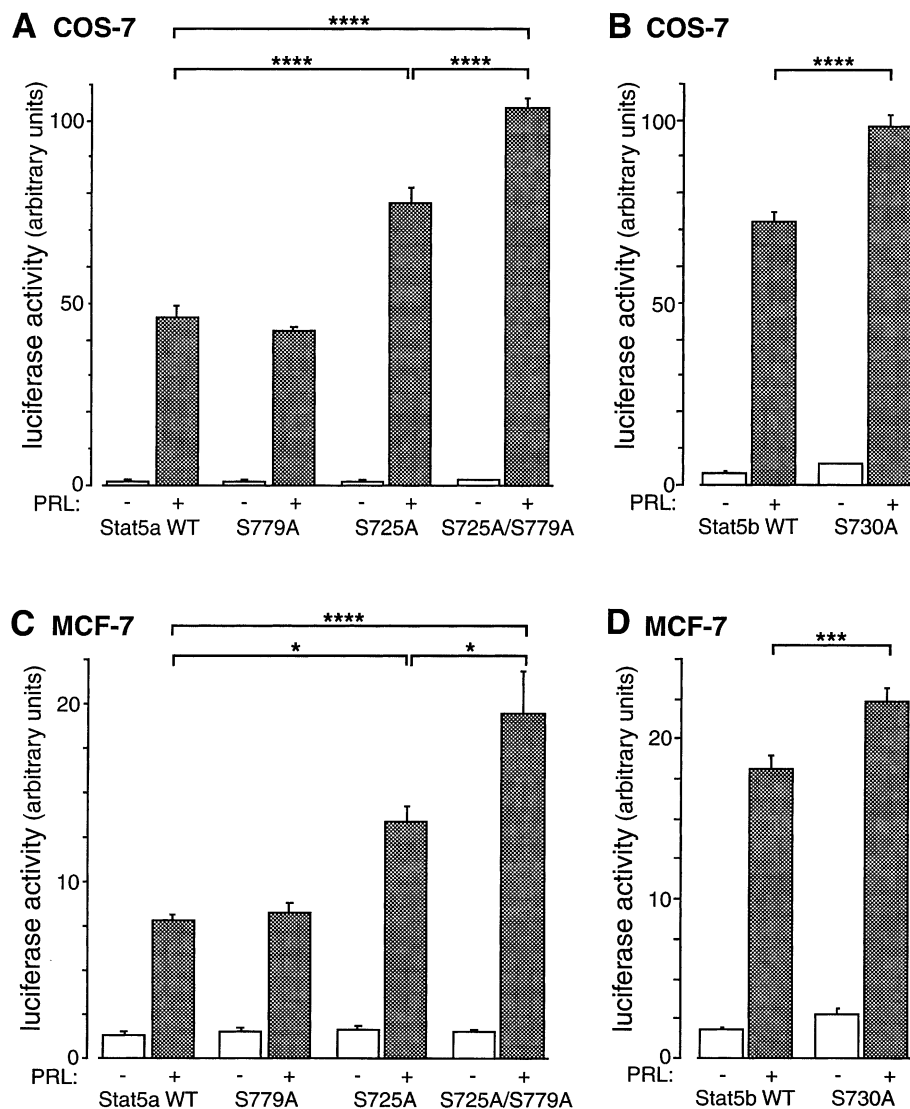 A COS-7
****
**** ****
luciferase activity (arbitrary units)
100
50
0
PRL: - + - + - + - +
Stat5a WT S779A S725A S725A/S779A
B COS-7
****
luciferase activity (arbitrary units)
100
50
0
- + - +
Stat5b WT S730A
C MCF-7
****
* *
luciferase activity (arbitrary units)
20
10
0
PRL: - + - + - + - +
Stat5a WT S779A S725A S725A/S779A
D MCF-7
***
luciferase activity (arbitrary units)
20
10
0
PRL: - + - +
Stat5b WT S730A